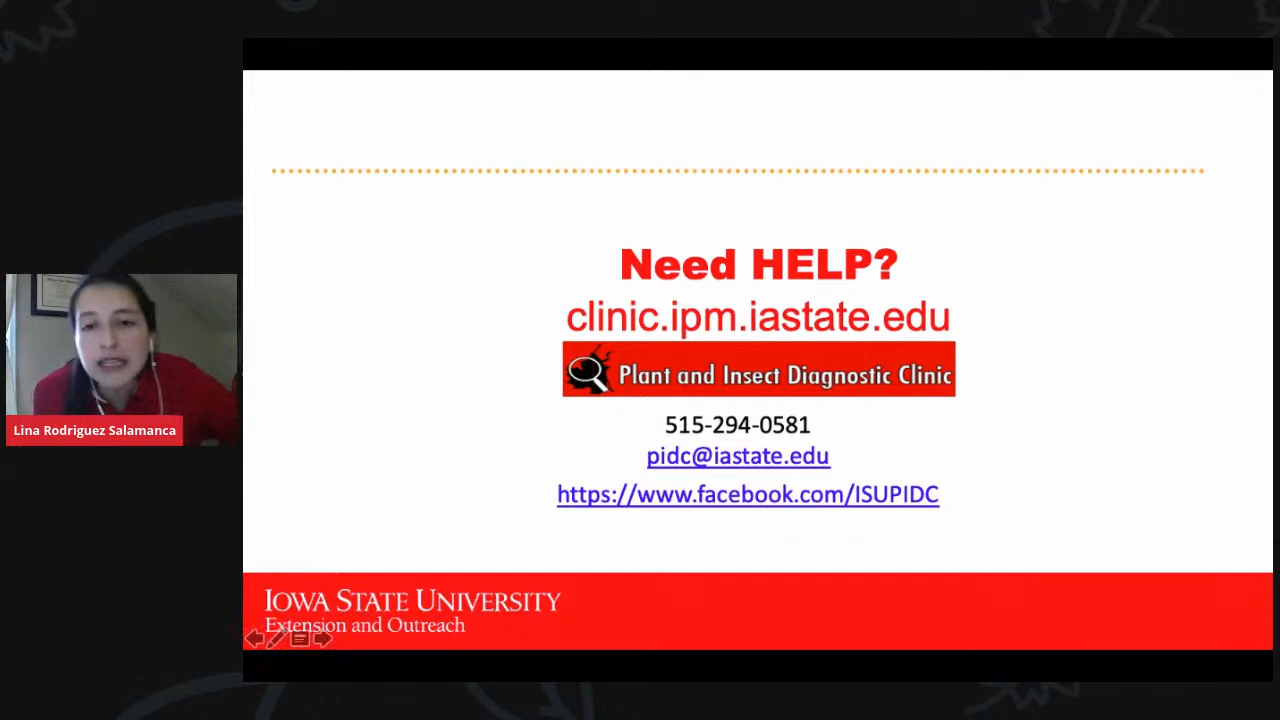 Need HELP?
clinic.ipm.iastate.edu
Plant and Insect Diagnostic Clinic
515-294-0581
pidc@iastate.edu
https://www.facebook.com/ISUPIDC
Lina Rodriguez Salamanca
IOWA STATE UNIVERSITY
Extension and Outreach